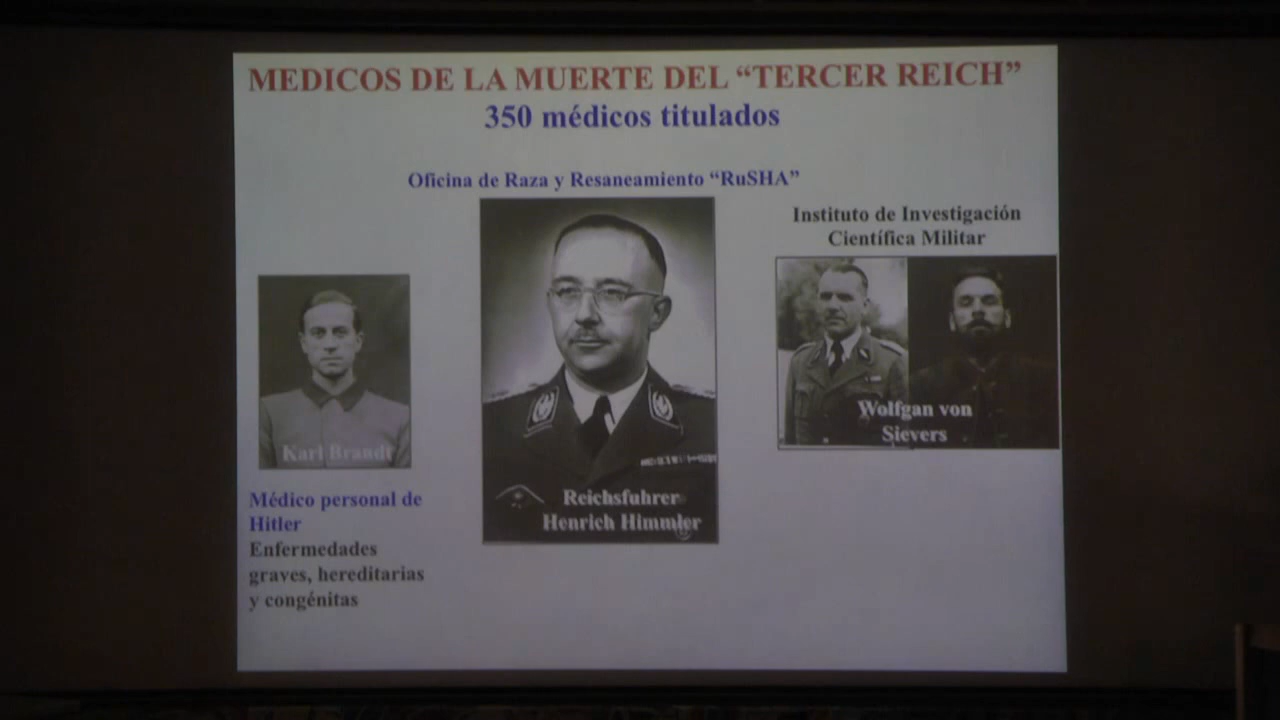 MEDICOS DE LA MUERTE DEL “TERCER REICH”
350 médicos titulados
Oficina de Raza y Resaneamiento “RuSHA”
Instituto de Investigación
Científica Militar
Karl Brandt
Médico personal de
Hitler
Enfermedades
graves, hereditarias
y congénitas
Reichsfuhrer
Henrich Himmler
Wolfgan von
Sievers